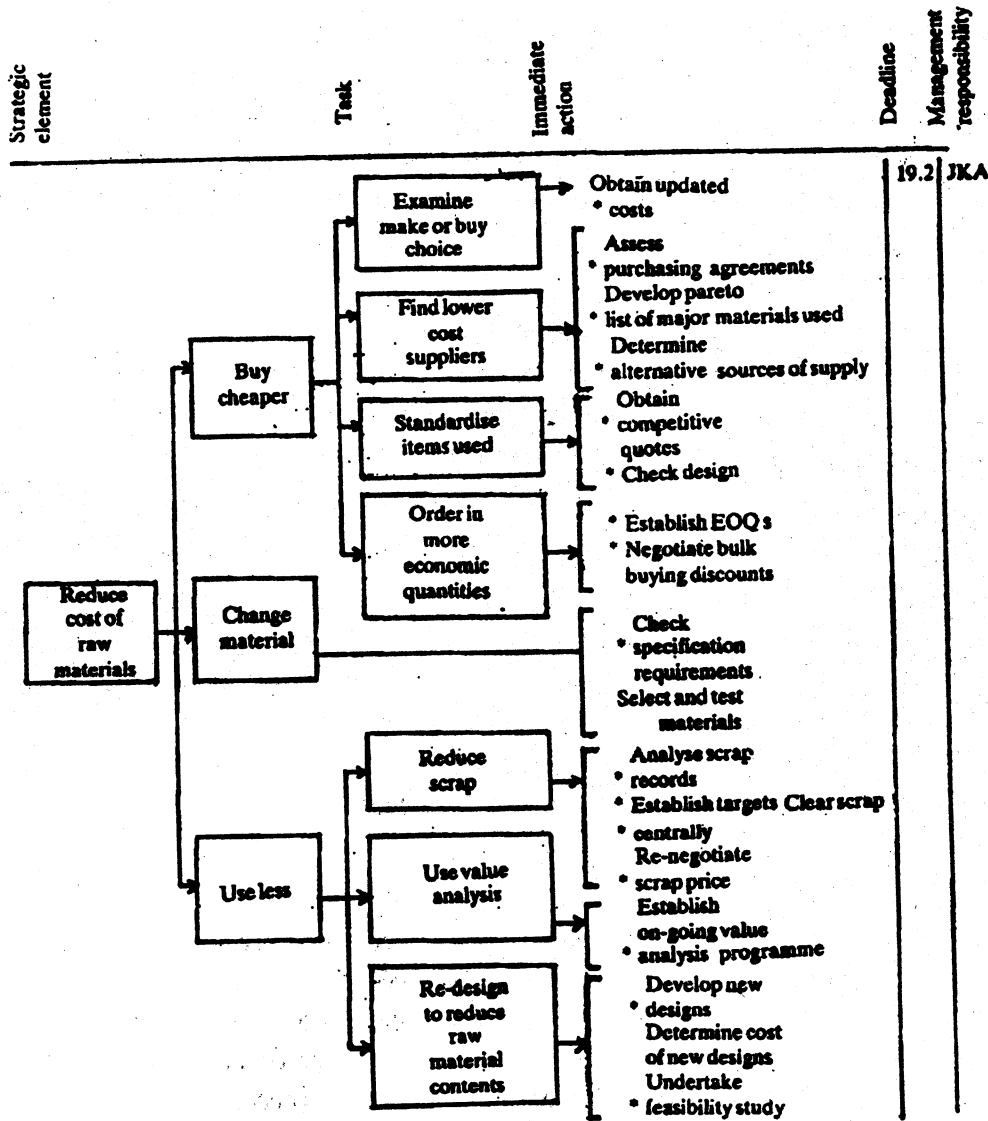 Strategic
element
Task
Immediate
action
Deadline
Management
responsibility
19.2
JKA
Reduce
cost of
raw
materials
Buy
cheaper
Examine
make or buy
choice
Obtain updated
* costs
Find lower
cost
suppliers
Assess
* purchasing agreements
Develop pareto
* list of major materials used
Determine
* alternative sources of supply
Standardise
items used
Obtain
* competitive
quotes
* Check design
Order in
more
economic
quantities
* Establish EOQ s
* Negotiate bulk
buying discounts
Change
material
Check
* specification
requirements
Select and test
materials
Use less
Reduce
scrap
Analyse scrap
* records
* Establish targets Clear scrap
* centrally
Re-negotiate
* scrap price
Use value
analysis
Establish
on-going value
* analysis programme
Re-design
to reduce
raw
material
contents
Develop new
* designs
Determine cost
of new designs
Undertake
* feasibility study